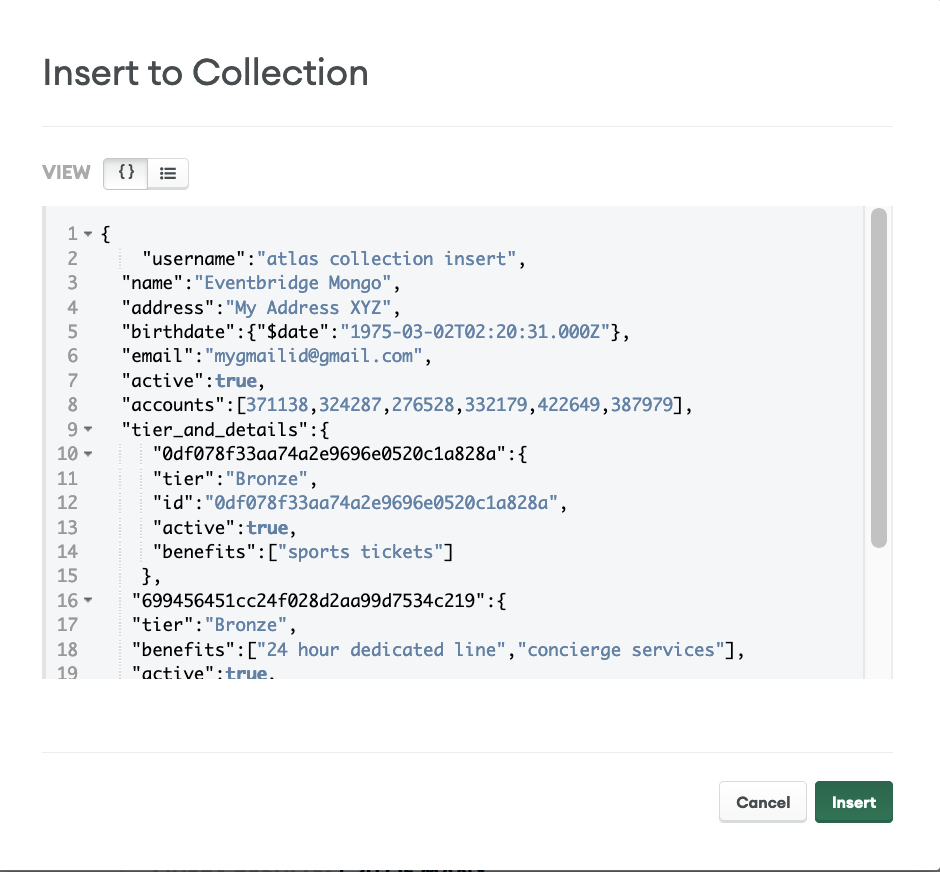 Insert to Collection
VIEW {}
1 {
2 "username":"atlas collection insert",
3 "name":"Eventbridge Mongo",
4 "address":"My Address XYZ",
5 "birthdate":{"$date":"1975-03-02T02:20:31.000Z"},
6 "email":"mygmailid@gmail.com",
7 "active":true,
8 "accounts":[371138,324287,276528,332179,422649,387979],
9 "tier_and_details":{
10 "0df078f33aa74a2e9696e0520c1a828a":{
11 "tier":"Bronze",
12 "id":"0df078f33aa74a2e9696e0520c1a828a",
13 "active":true,
14 "benefits":["sports tickets"]
15 },
16 "699456451cc24f028d2aa99d7534c219":{
17 "tier":"Bronze",
18 "benefits":["24 hour dedicated line","concierge services"],
19 "active":true,
Cancel Insert